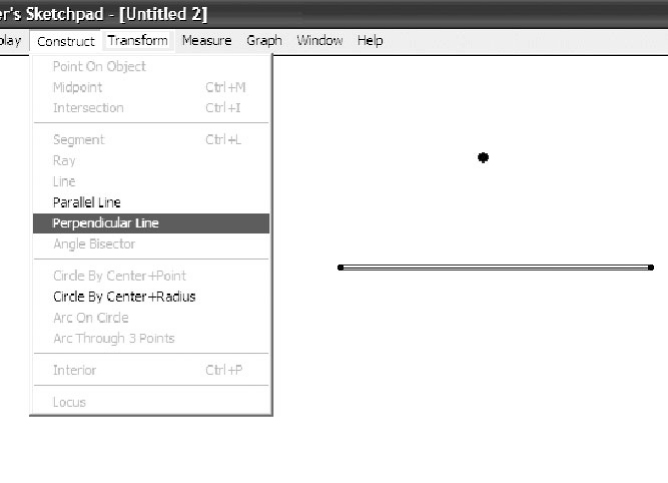 er's Sketchpad - [Untitled 2]
play Construct Transform Measure Graph Window Help
Point On Object
Midpoint Ctrl+M
Intersection Ctrl+I
Segment Ctrl+L
Ray
Line
Parallel Line
Perpendicular Line
Angle Bisector
Circle By Center+Point
Circle By Center+Radius
Arc On Circle
Arc Through 3 Points
Interior Ctrl+P
Locus